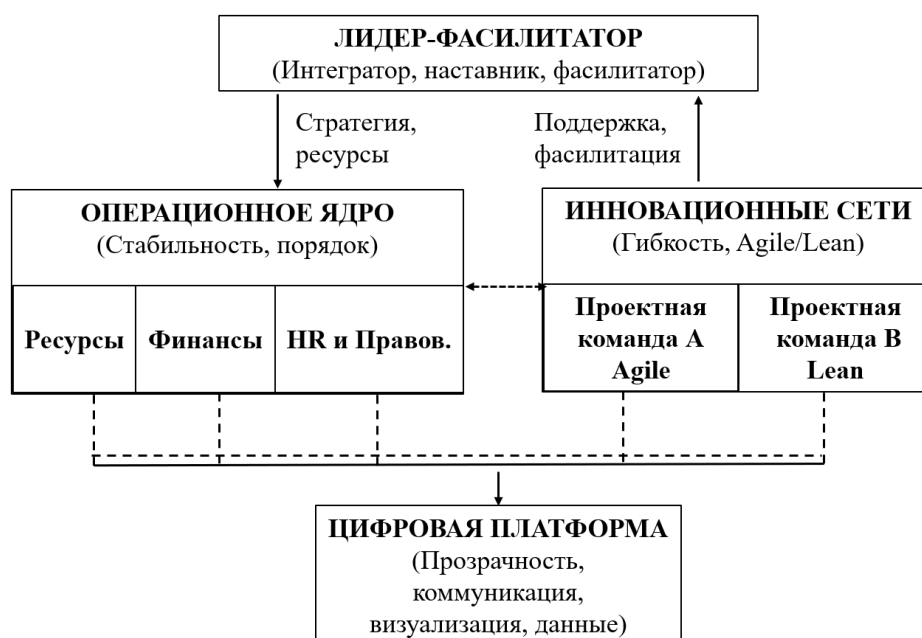 ЛИДЕР-ФАСИЛИТАТОР
(Интегратор, наставник, фасилитатор)
Стратегия,
ресурсы
Поддержка,
фасилитация
ОПЕРАЦИОННОЕ ЯДРО
(Стабильность, порядок)
ИННОВАЦИОННЫЕ СЕТИ
(Гибкость, Agile/Lean)
Ресурсы
Финансы
HR и Правов.
Проектная
команда A
Agile
Проектная
команда B
Lean
ЦИФРОВАЯ ПЛАТФОРМА
(Прозрачность,
коммуникация,
визуализация, данные)